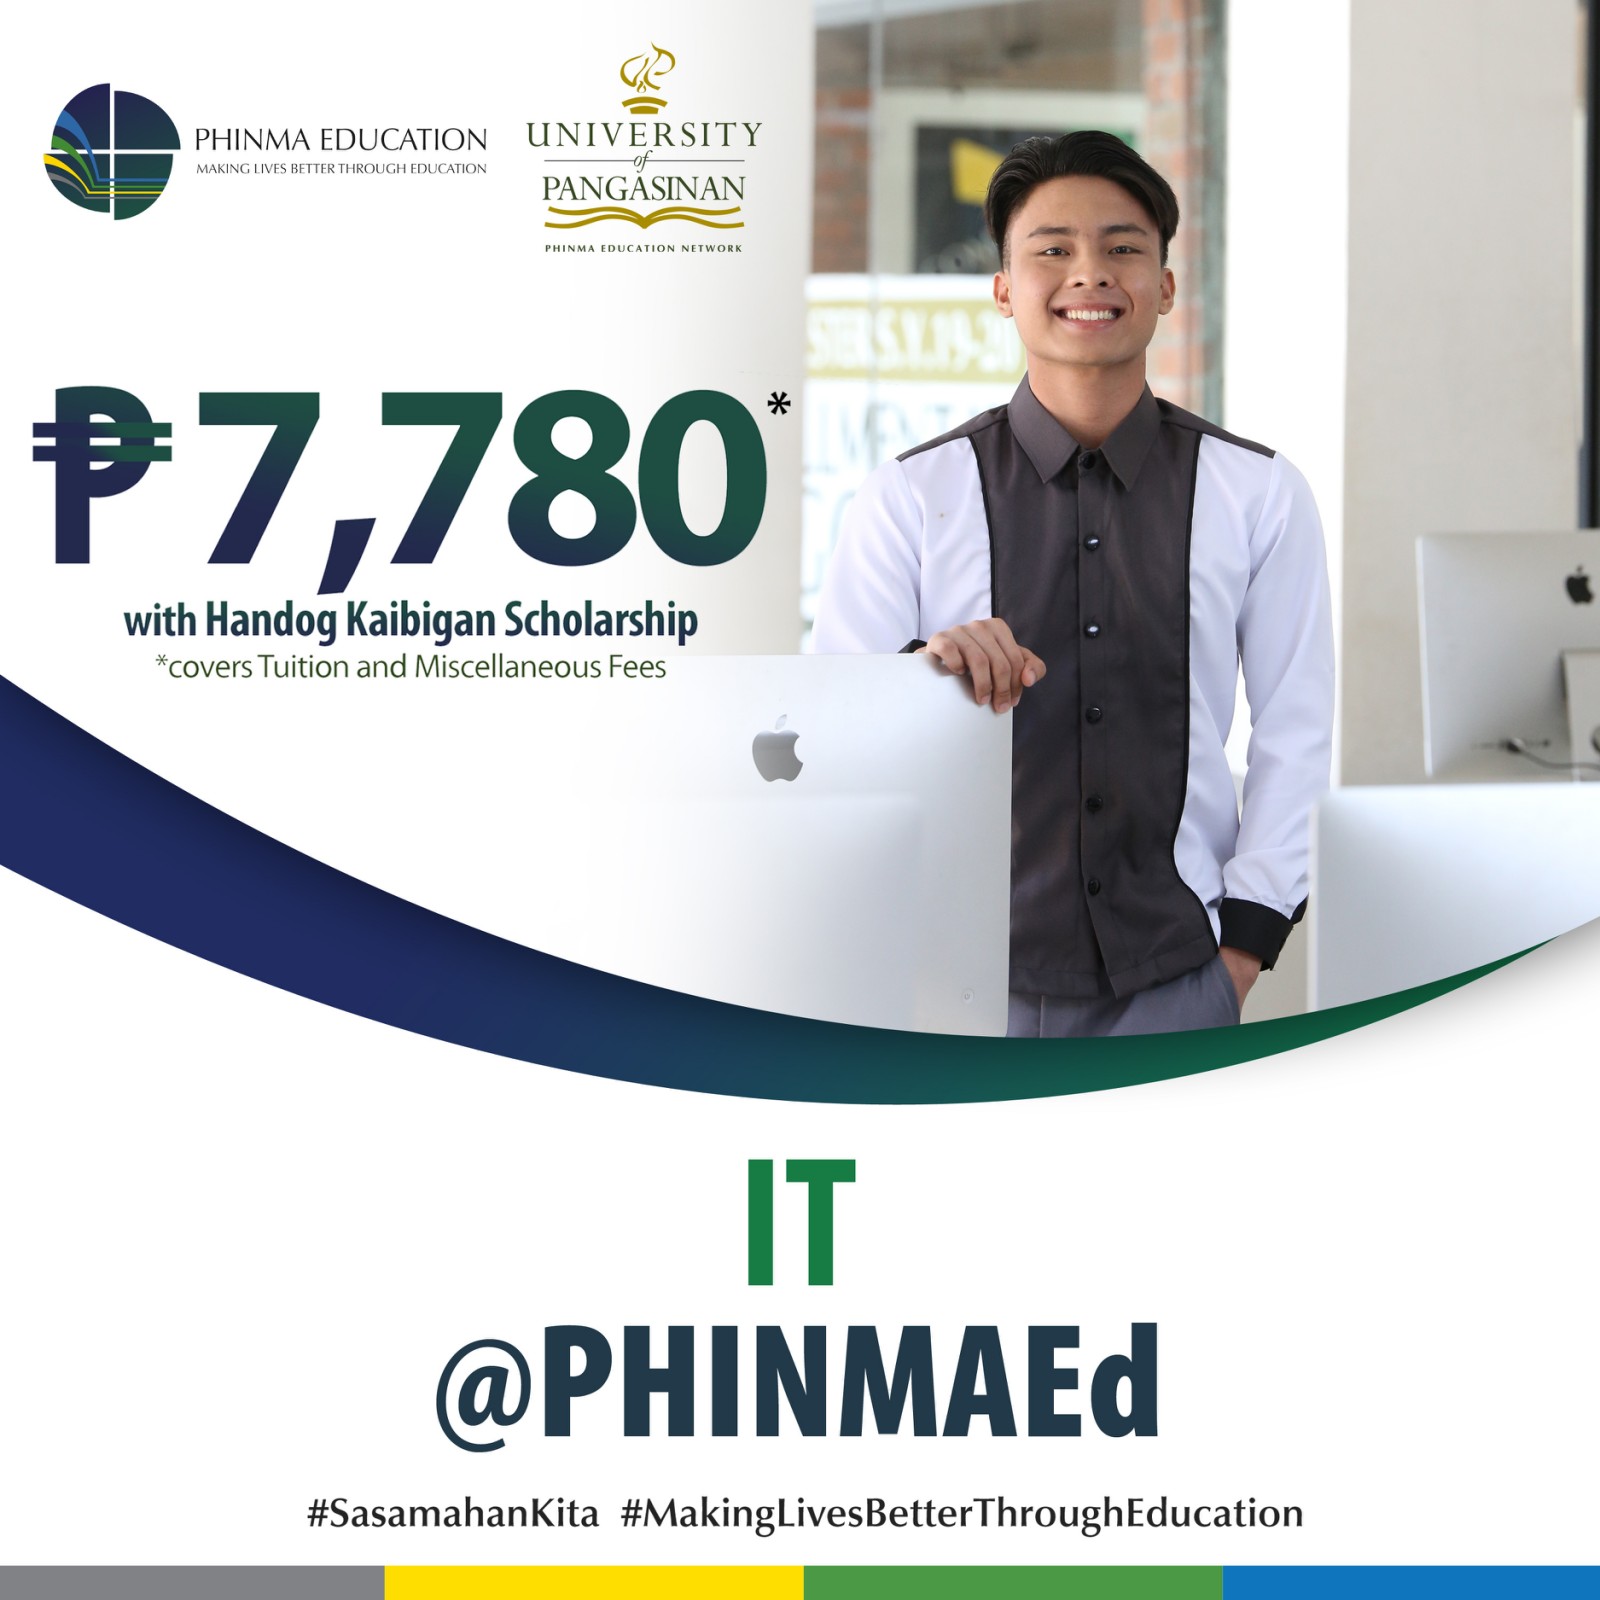 PHINMA EDUCATION
MAKING LIVES BETTER THROUGH EDUCATION
UNIVERSITY
of
PANGASINAN
PHINMA EDUCATION NETWORK
₱7,780*
with Handog Kaibigan Scholarship
*covers Tuition and Miscellaneous Fees
IT
@PHINMAEd
#SasamahanKita #MakingLivesBetterThroughEducation